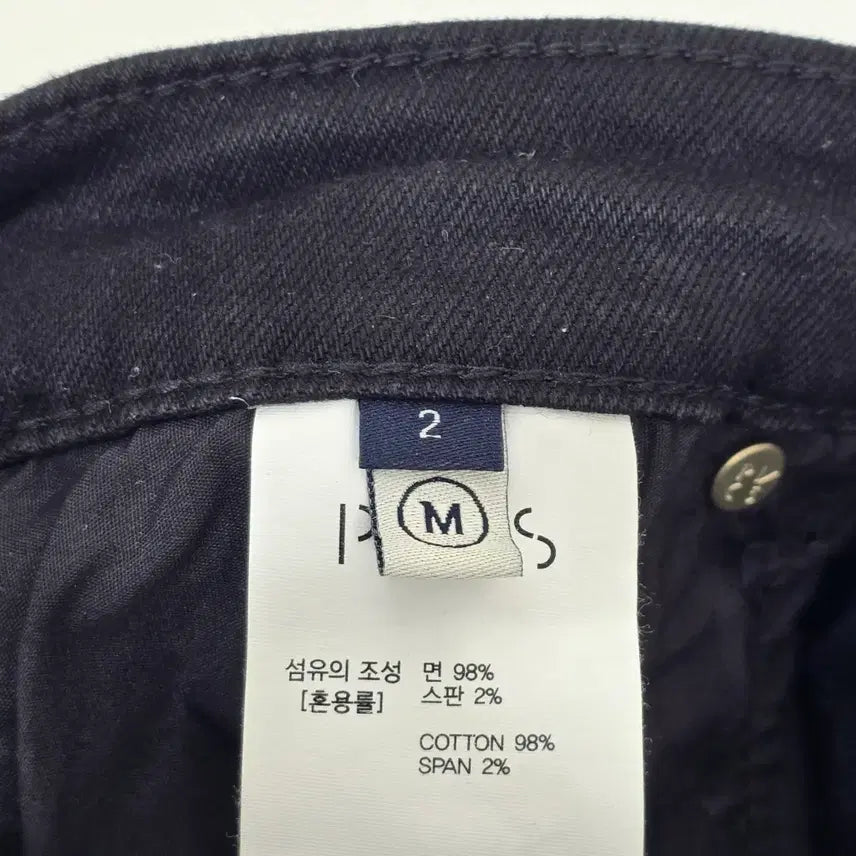 2
M
섬유의 조성 면 98%
[혼용률] 스판 2%
COTTON 98%
SPAN 2%